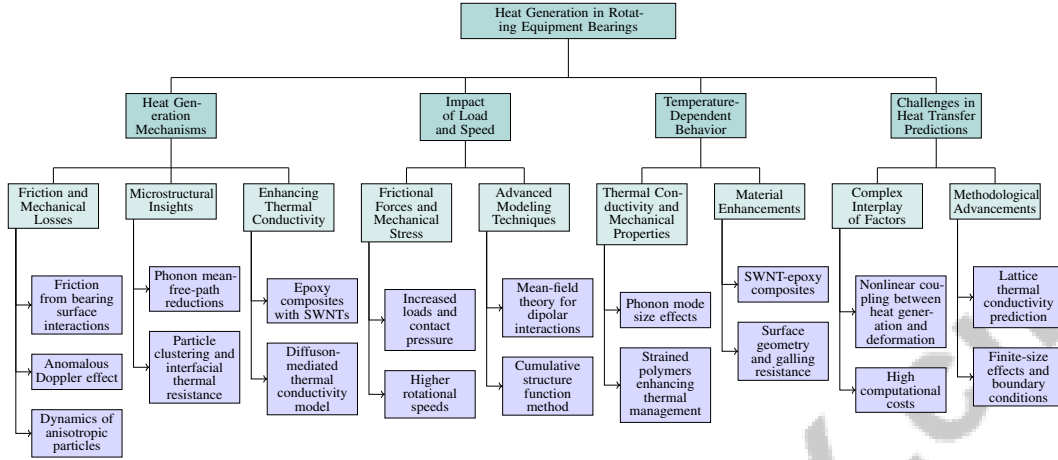 Heat Generation in Rotat-
ing Equipment Bearings
Heat Gen-
eration
Mechanisms
Impact
of Load
and Speed
Temperature-
Dependent
Behavior
Challenges in
Heat Transfer
Predictions
Friction and
Mechanical
Losses
Microstructural
Insights
Enhancing
Thermal
Conductivity
Frictional
Forces and
Mechanical
Stress
Advanced
Modeling
Techniques
Thermal Con-
ductivity and
Mechanical
Properties
Material
Enhancements
Complex
Interplay
of Factors
Methodological
Advancements
Friction
from bearing
surface
interactions
Anomalous
Doppler effect
Dynamics of
anisotropic
particles
Phonon mean-
free-path
reductions
Particle
clustering and
interfacial
thermal
resistance
Epoxy
composites
with SWNTs
Diffuson-
mediated
thermal
conductivity
model
Increased
loads and
contact
pressure
Higher
rotational
speeds
Mean-field
theory for
dipolar
interactions
Cumulative
structure
function
method
Phonon mode
size effects
Strained
polymers
enhancing
thermal
management
SWNT-epoxy
composites
Surface
geometry
and galling
resistance
Nonlinear cou-
pling between
heat gener-
ation and
deformation
High
computational
costs
Lattice
thermal
conductivity
prediction
Finite-size
effects and
boundary
conditions